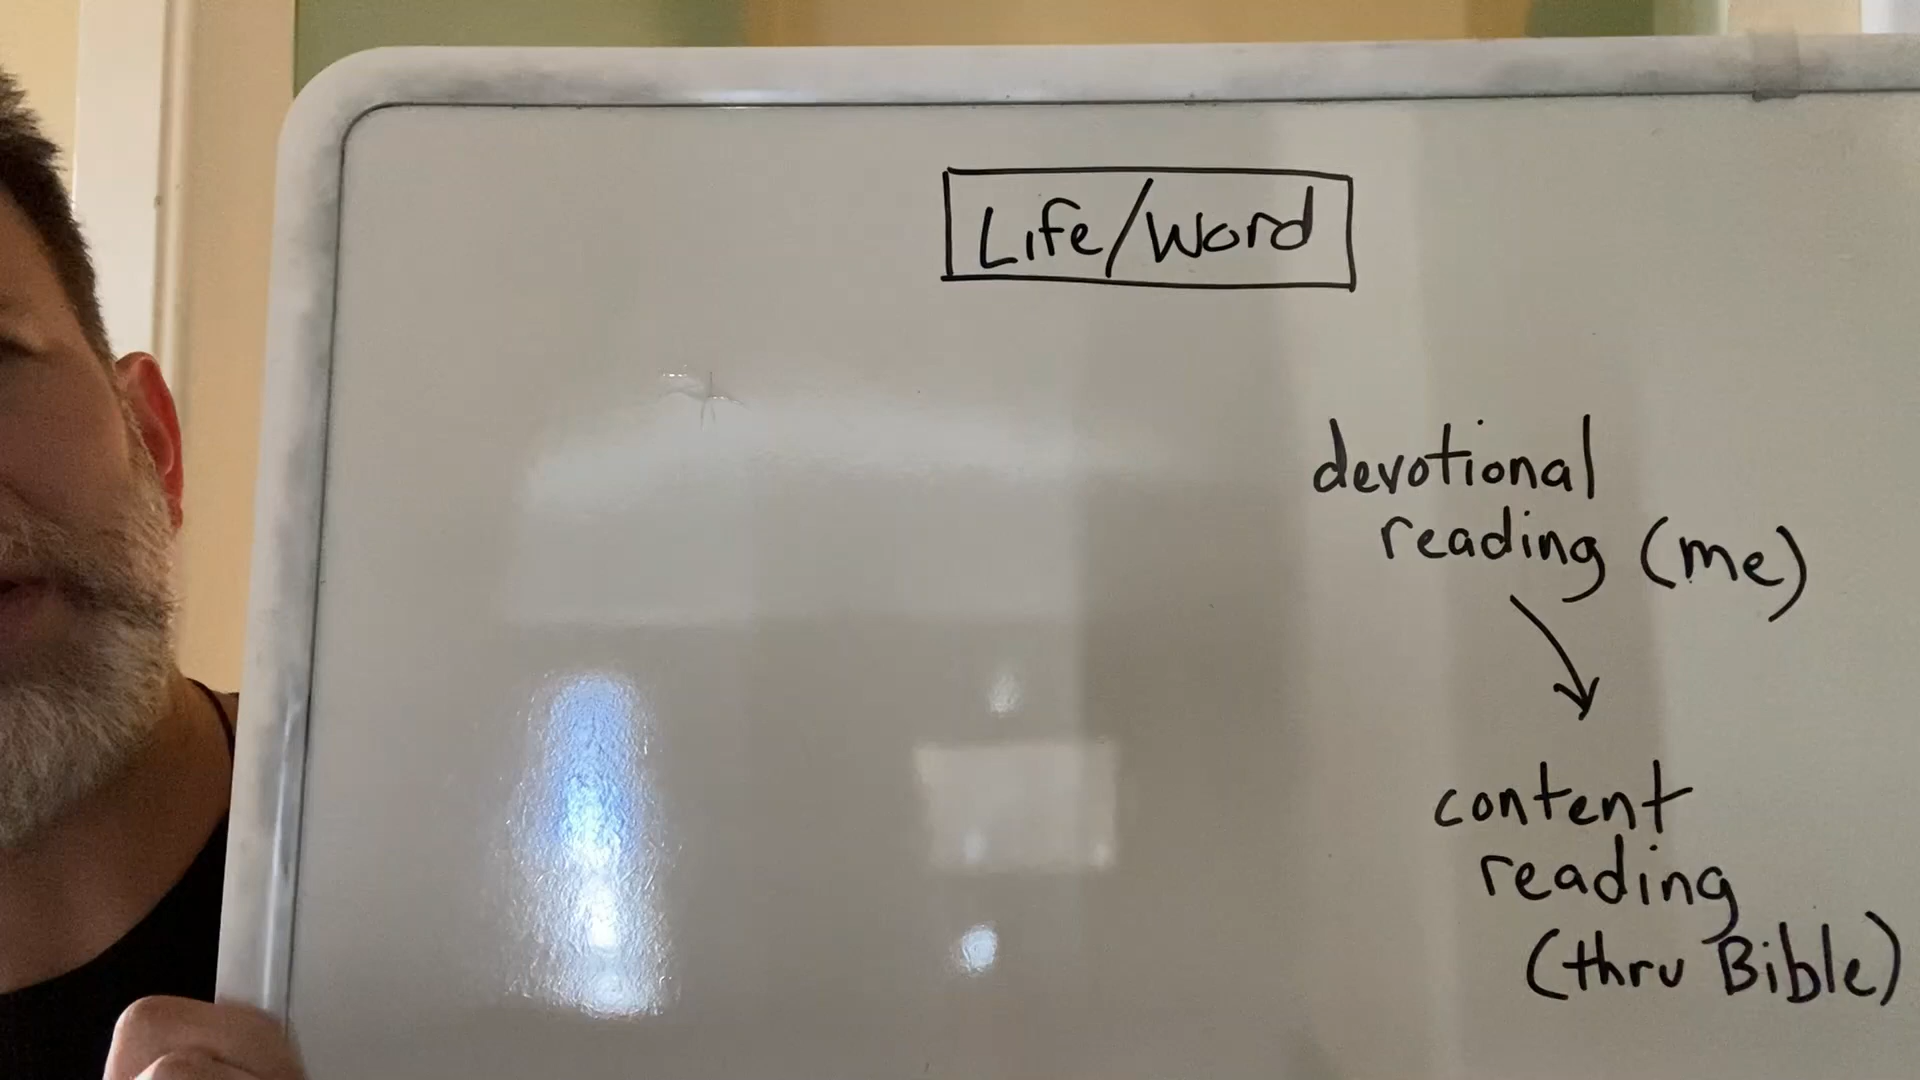 Life/Word
devotional
reading (me)
content
reading
(thru Bible)